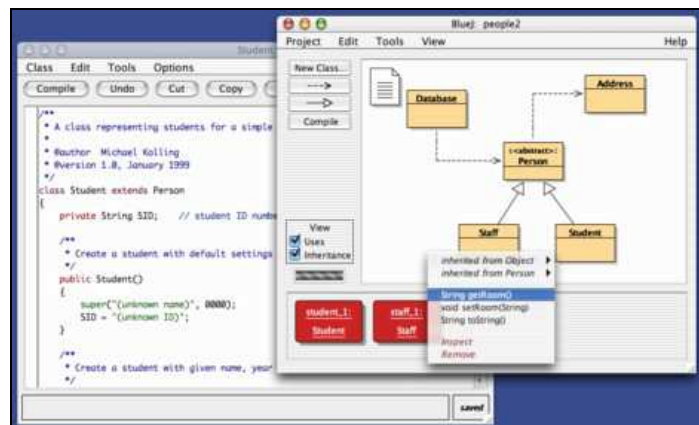 Student
Class Edit Tools Options
Compile Undo Cut Copy
/**
* A class representing students for a simple
*
* @author Michael Kolling
* @version 1.0, January 1999
*/
class Student extends Person
{
private String SID; // student ID numbe
/**
* Create a student with default settings
*/
public Student()
{
super("(unknown name)", 0000);
SID = "(unknown ID)";
}
/**
* Create a student with given name, year
*/
saved
BlueJ: people2
Project Edit Tools View Help
New Class...
Compile
View
Uses
Inheritance
Database
Address
<<abstract>>
Person
Staff
Student
inherited from Object
inherited from Person
String getRoom()
void setRoom(String)
String toString()
Inspect
Remove
student_1:
Student
staff_1:
Staff